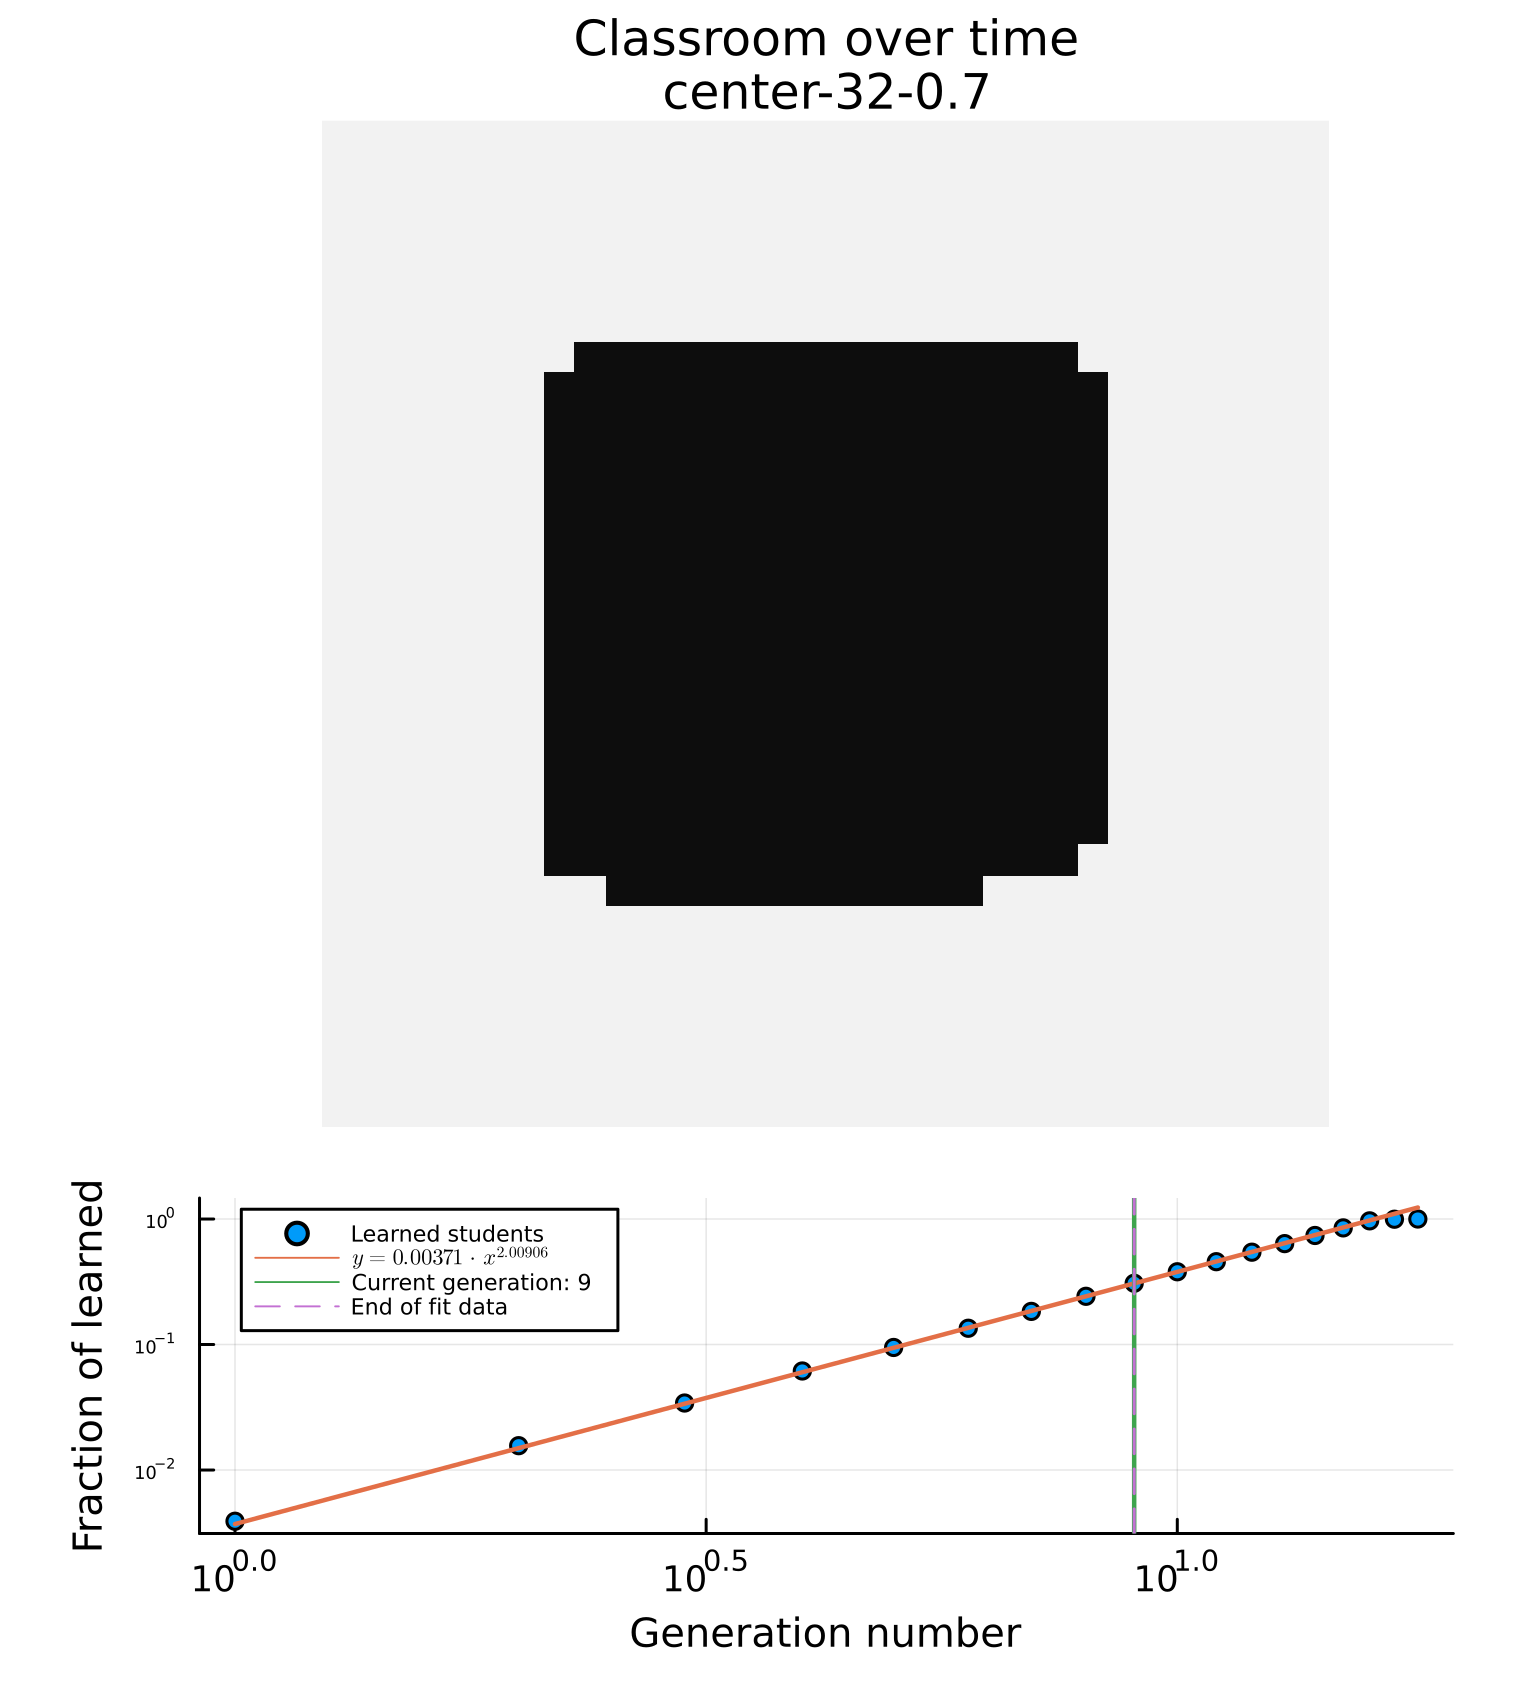 Classroom over time
center-32-0.7
Fraction of learned
10^0
10^-1
10^-2
Learned students
y = 0.00371 · x^2.00906
Current generation: 9
End of fit data
10^0.0 10^0.5 10^1.0
Generation number